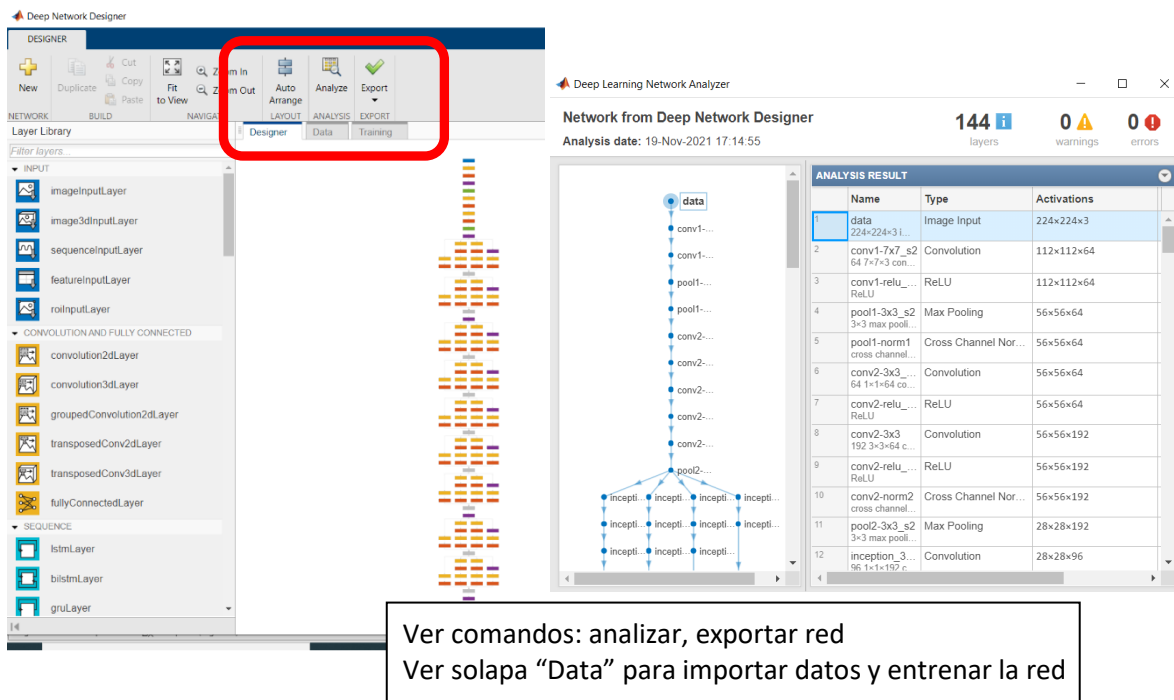 Deep Network Designer
DESIGNER
New
Duplicate
Cut
Copy
Paste
Fit
to View
Zoom In
Zoom Out
Auto
Arrange
Analyze
Export
NETWORK
BUILD
NAVIGAT
LAYOUT
ANALYSIS
EXPORT
Layer Library
Designer
Data
Training
Filter layers...
INPUT
imageInputLayer
image3dInputLayer
sequenceInputLayer
featureInputLayer
roiInputLayer
CONVOLUTION AND FULLY CONNECTED
convolution2dLayer
convolution3dLayer
groupedConvolution2dLayer
transposedConv2dLayer
transposedConv3dLayer
fullyConnectedLayer
SEQUENCE
lstmLayer
bilstmLayer
gruLayer
Deep Learning Network Analyzer
Network from Deep Network Designer
Analysis date: 19-Nov-2021 17:14:55
144 i
layers
0
warnings
0
errors
data
conv1-...
conv1-...
pool1-...
pool1-...
conv2-...
conv2-...
conv2-...
conv2-...
conv2-...
pool2-...
incepti... incepti... incepti... incepti...
incepti... incepti... incepti... incepti...
incepti... incepti... incepti...
ANALYSIS RESULT
Name Type Activations
1 data Image Input 224×224×3
224×224×3 i...
2 conv1-7x7_s2 Convolution 112×112×64
64 7×7×3 con...
3 conv1-relu_... ReLU 112×112×64
ReLU
4 pool1-3x3_s2 Max Pooling 56×56×64
3×3 max pooli...
5 pool1-norm1 Cross Channel Nor... 56×56×64
cross channel...
6 conv2-3x3_... Convolution 56×56×64
64 1×1×64 co...
7 conv2-relu_... ReLU 56×56×64
ReLU
8 conv2-3x3 Convolution 56×56×192
192 3×3×64 c...
9 conv2-relu_... ReLU 56×56×192
ReLU
10 conv2-norm2 Cross Channel Nor... 56×56×192
cross channel...
11 pool2-3x3_s2 Max Pooling 28×28×192
3×3 max pooli...
12 inception_3... Convolution 28×28×96
96 1×1×192 c...
Ver comandos: analizar, exportar red
Ver solapa “Data” para importar datos y entrenar la red